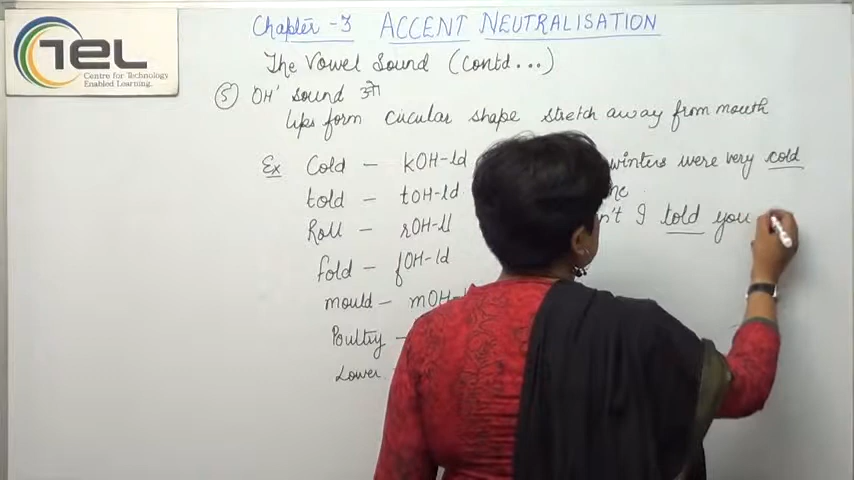 TEL
Centre for Technology
Enabled Learning.
Chapter - 3 ACCENT NEUTRALISATION
The Vowel Sound (Contd...)
⑤ OH' sound ओ
lips form circular shape stretch away from mouth
Ex Cold - kOH-ld winters were very cold
told - tOH-ld
Roll - rOH-ll I told you
fold - fOH-ld
mould -
Poultry -
Lower